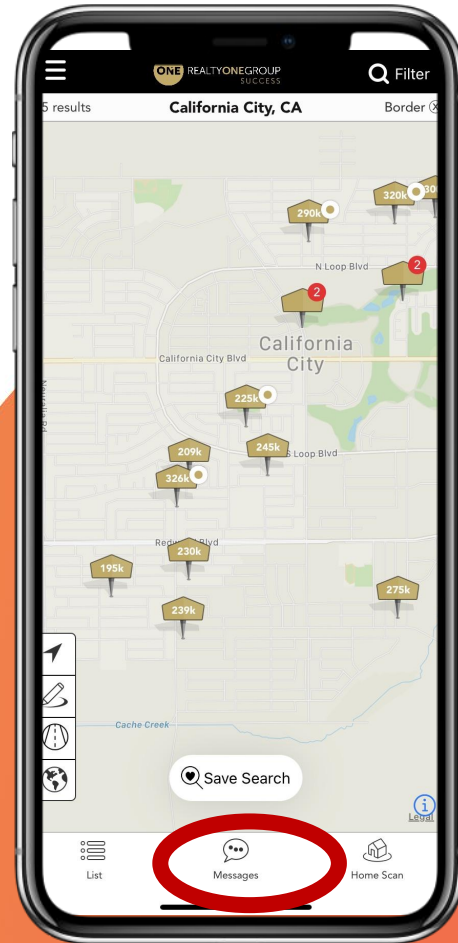 ONE REALTYONEGROUP
SUCCESS
Filter
5 results
California City, CA
Border
290k
320k
30
N Loop Blvd
2
2
California
City
California City Blvd
225k
209k
245k
S Loop Blvd
326k
230k
195k
275k
239k
Cache Creek
Save Search
Legal
List
Messages
Home Scan